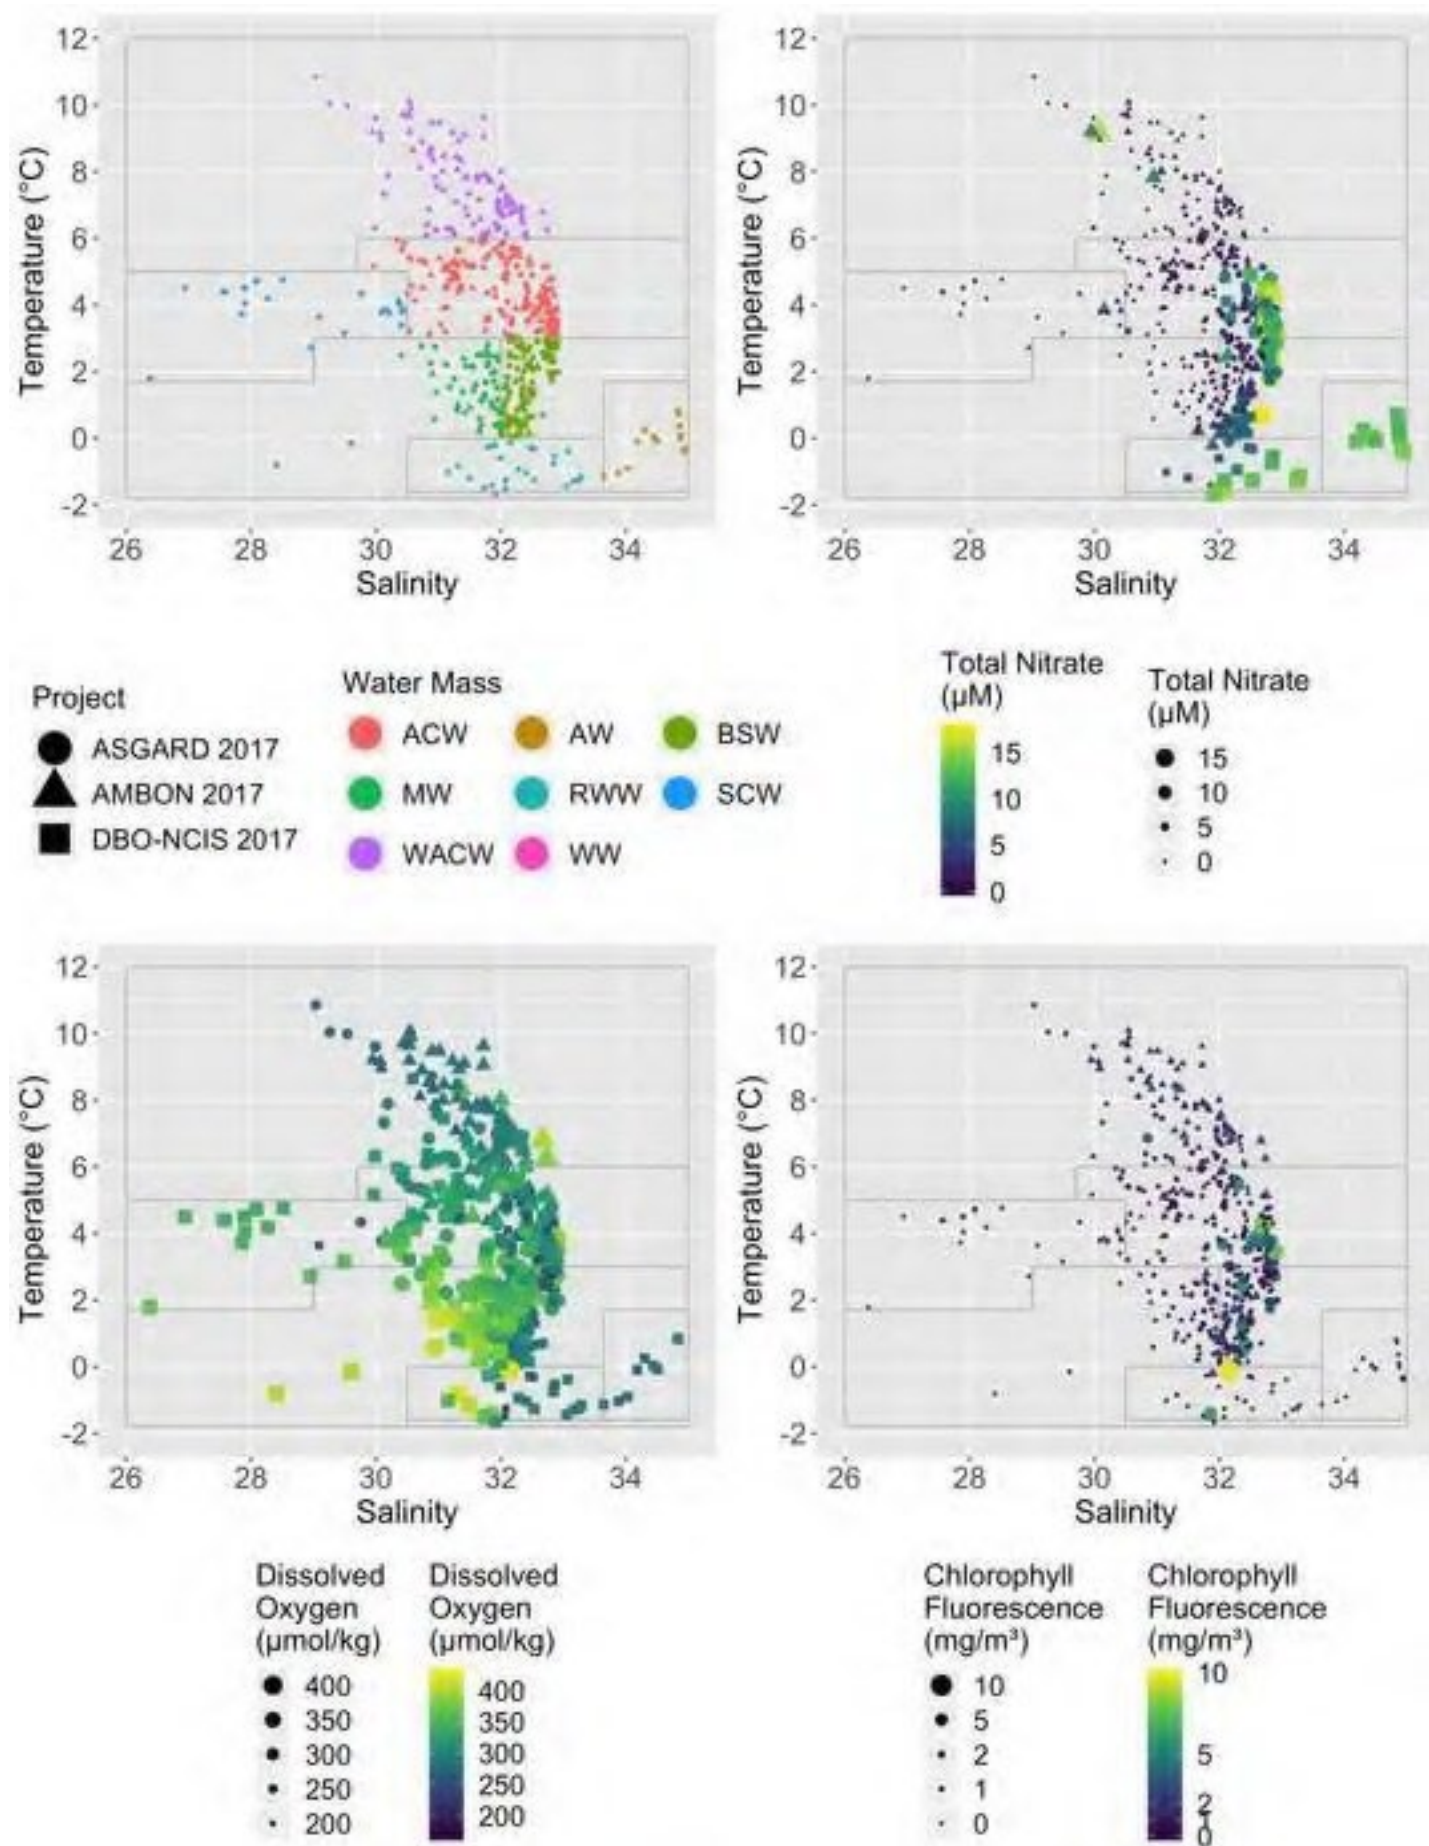 12
10
8
6
4
2
0
-2
Temperature (°C)
26 28 30 32 34
Salinity
12
10
8
6
4
2
0
-2
Temperature (°C)
26 28 30 32 34
Salinity
Project
ASGARD 2017
AMBON 2017
DBO-NCIS 2017
Water Mass
ACW AW BSW
MW RWW SCW
WACW WW
Total Nitrate
(µM)
15
10
5
0
Total Nitrate
(µM)
15
10
5
0
12
10
8
6
4
2
0
-2
Temperature (°C)
26 28 30 32 34
Salinity
12
10
8
6
4
2
0
-2
Temperature (°C)
26 28 30 32 34
Salinity
Dissolved
Oxygen
(µmol/kg)
400
350
300
250
200
Dissolved
Oxygen
(µmol/kg)
400
350
300
250
200
Chlorophyll
Fluorescence
(mg/m³)
10
5
2
1
0
Chlorophyll
Fluorescence
(mg/m³)
10
5
2
1
0